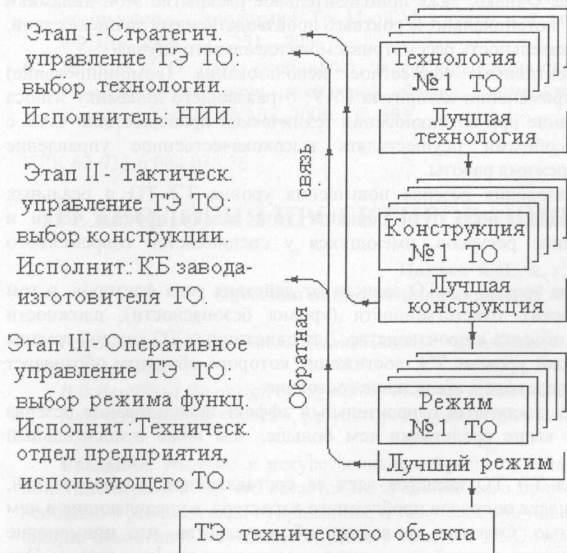 Этап I- Стратегич.
управление ТЭ ТО:
выбор технологии.
Исполнитель: НИИ.
Этап II - Тактическ.
управление ТЭ ТО:
выбор конструкции
Исполнит: КБ завода-
изготовителя ТО.
Этап III- Оперативное
управление ТЭ ТО:
выбор режима функц.
Исполнит: Техническ.
отдел предприятия,
использующего ТО.
Обратная связь
Технология
№1 ТО
Лучшая
технология
Конструкция
№1 ТО
Лучшая
конструкция
Режим
№1 ТО
Лучший режим
ТЭ технического объекта